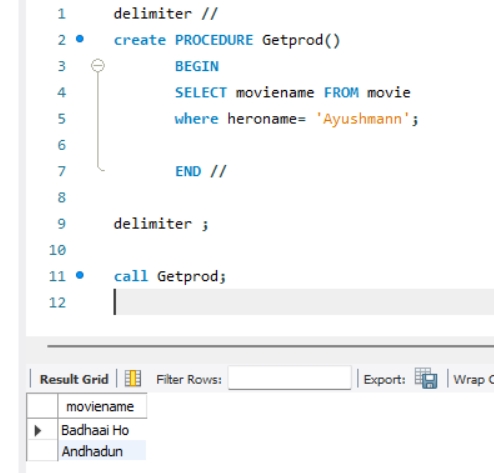 1 delimiter //
2 create PROCEDURE Getprod()
3 BEGIN
4 SELECT moviename FROM movie
5 where heroname= 'Ayushmann';
6
7 END //
8
9 delimiter ;
10
11 call Getprod;
12
Result Grid Filter Rows: Export: Wrap C
moviename
Badhaai Ho
Andhadun